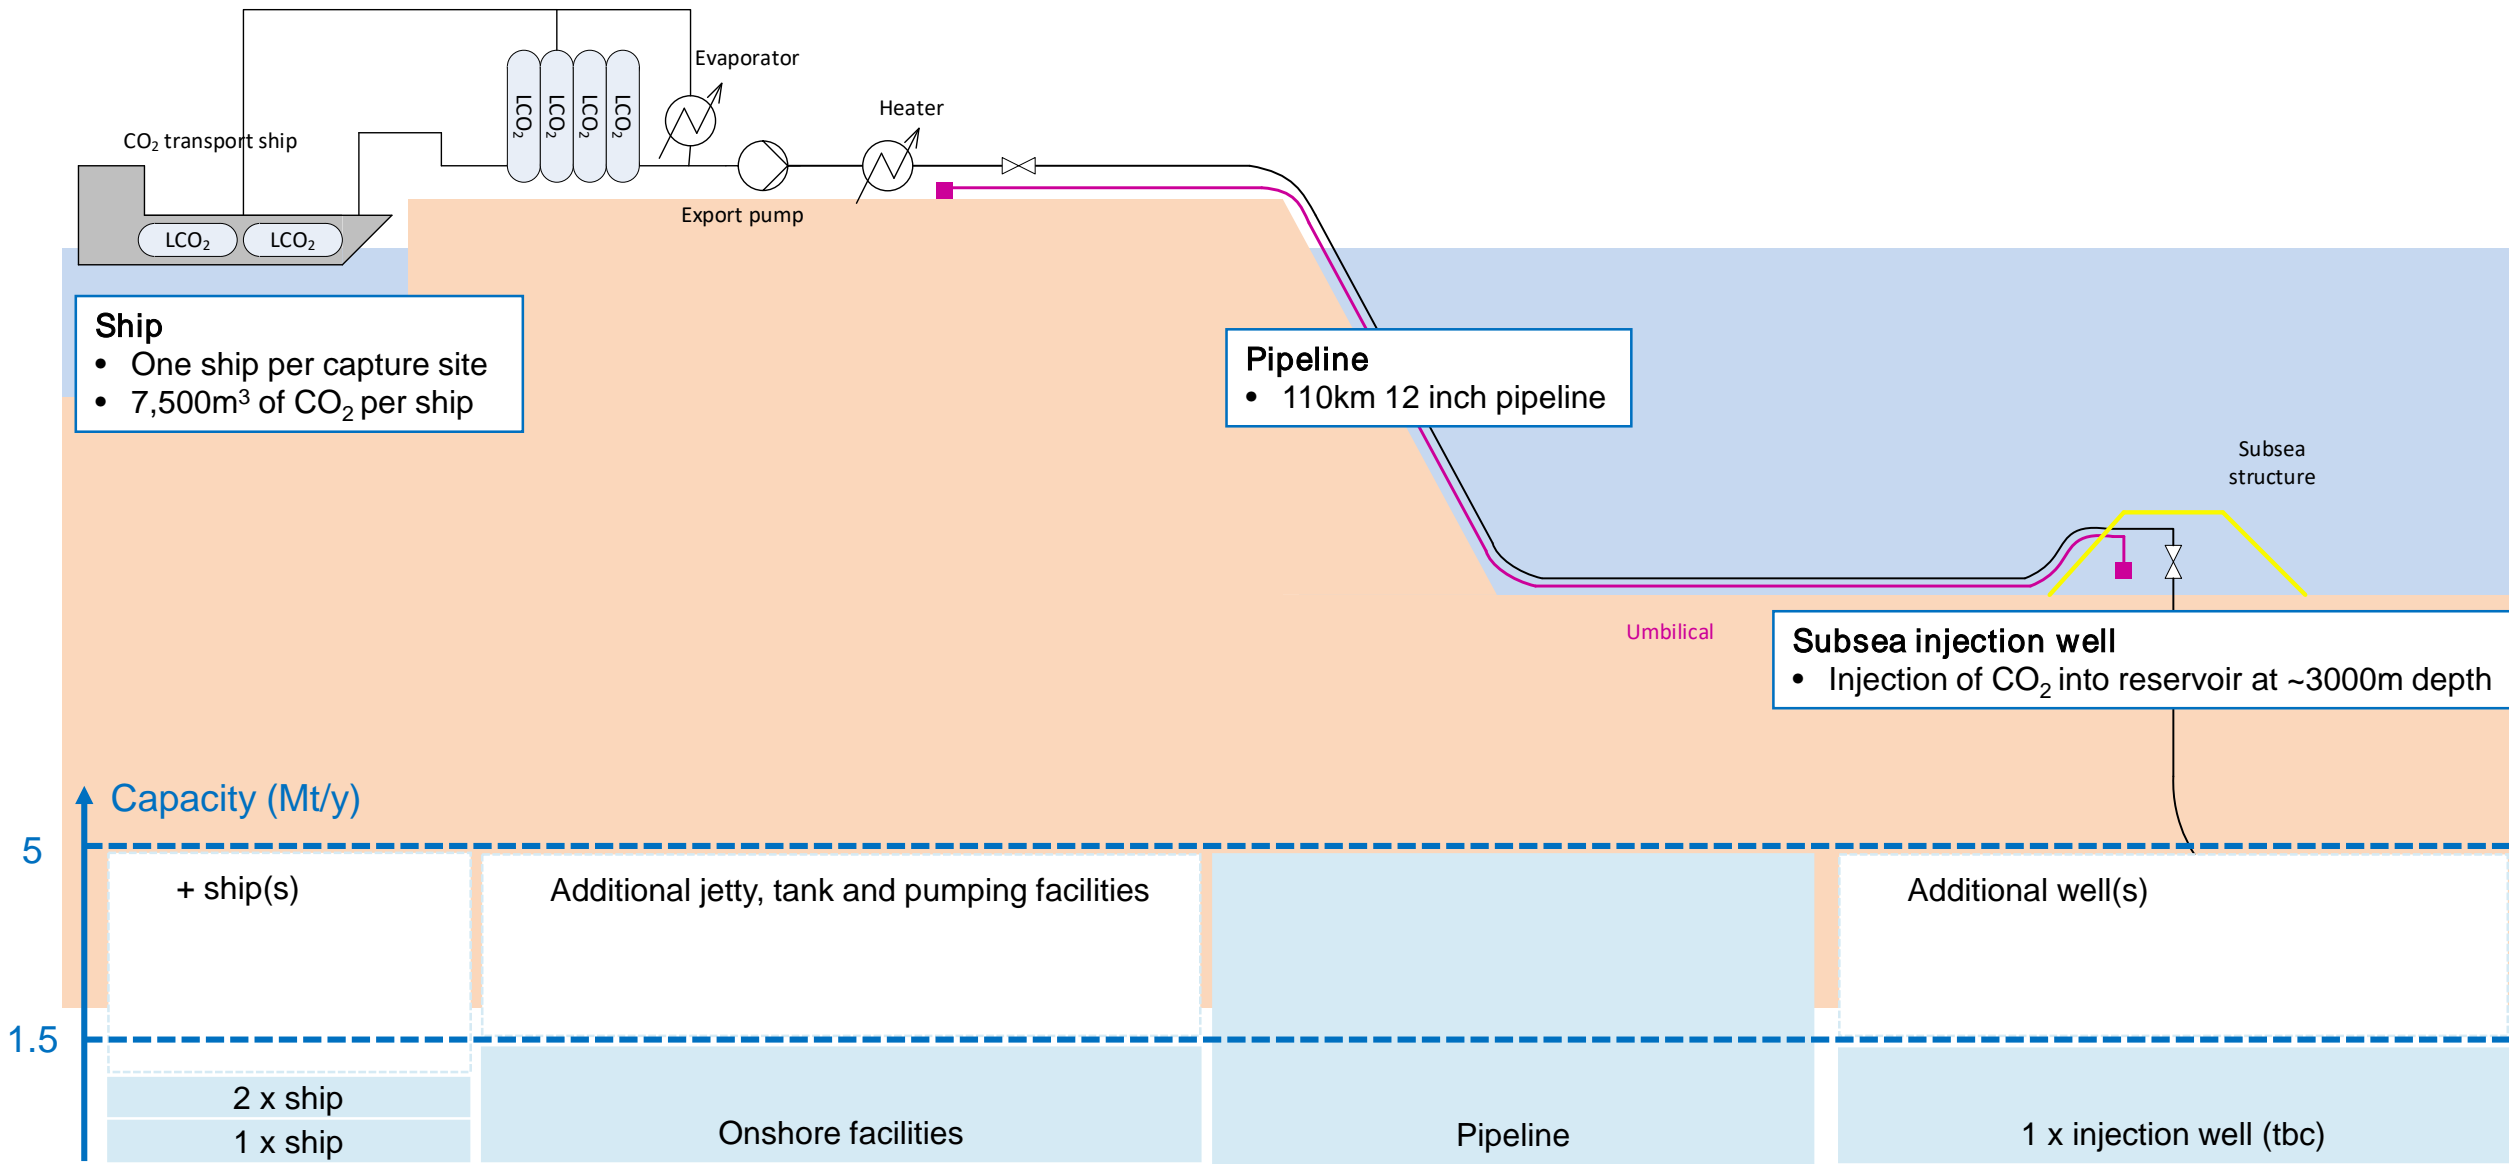 Evaporator
Heater
CO₂ transport ship
LCO₂
LCO₂
LCO₂
LCO₂
Export pump
LCO₂
LCO₂
Ship
• One ship per capture site
• 7,500m³ of CO₂ per ship
Pipeline
• 110km 12 inch pipeline
Subsea
structure
Umbilical
Subsea injection well
• Injection of CO₂ into reservoir at ~3000m depth
Capacity (Mt/y)
5
+ ship(s)
Additional jetty, tank and pumping facilities
Additional well(s)
1.5
2 x ship
1 x ship
Onshore facilities
Pipeline
1 x injection well (tbc)